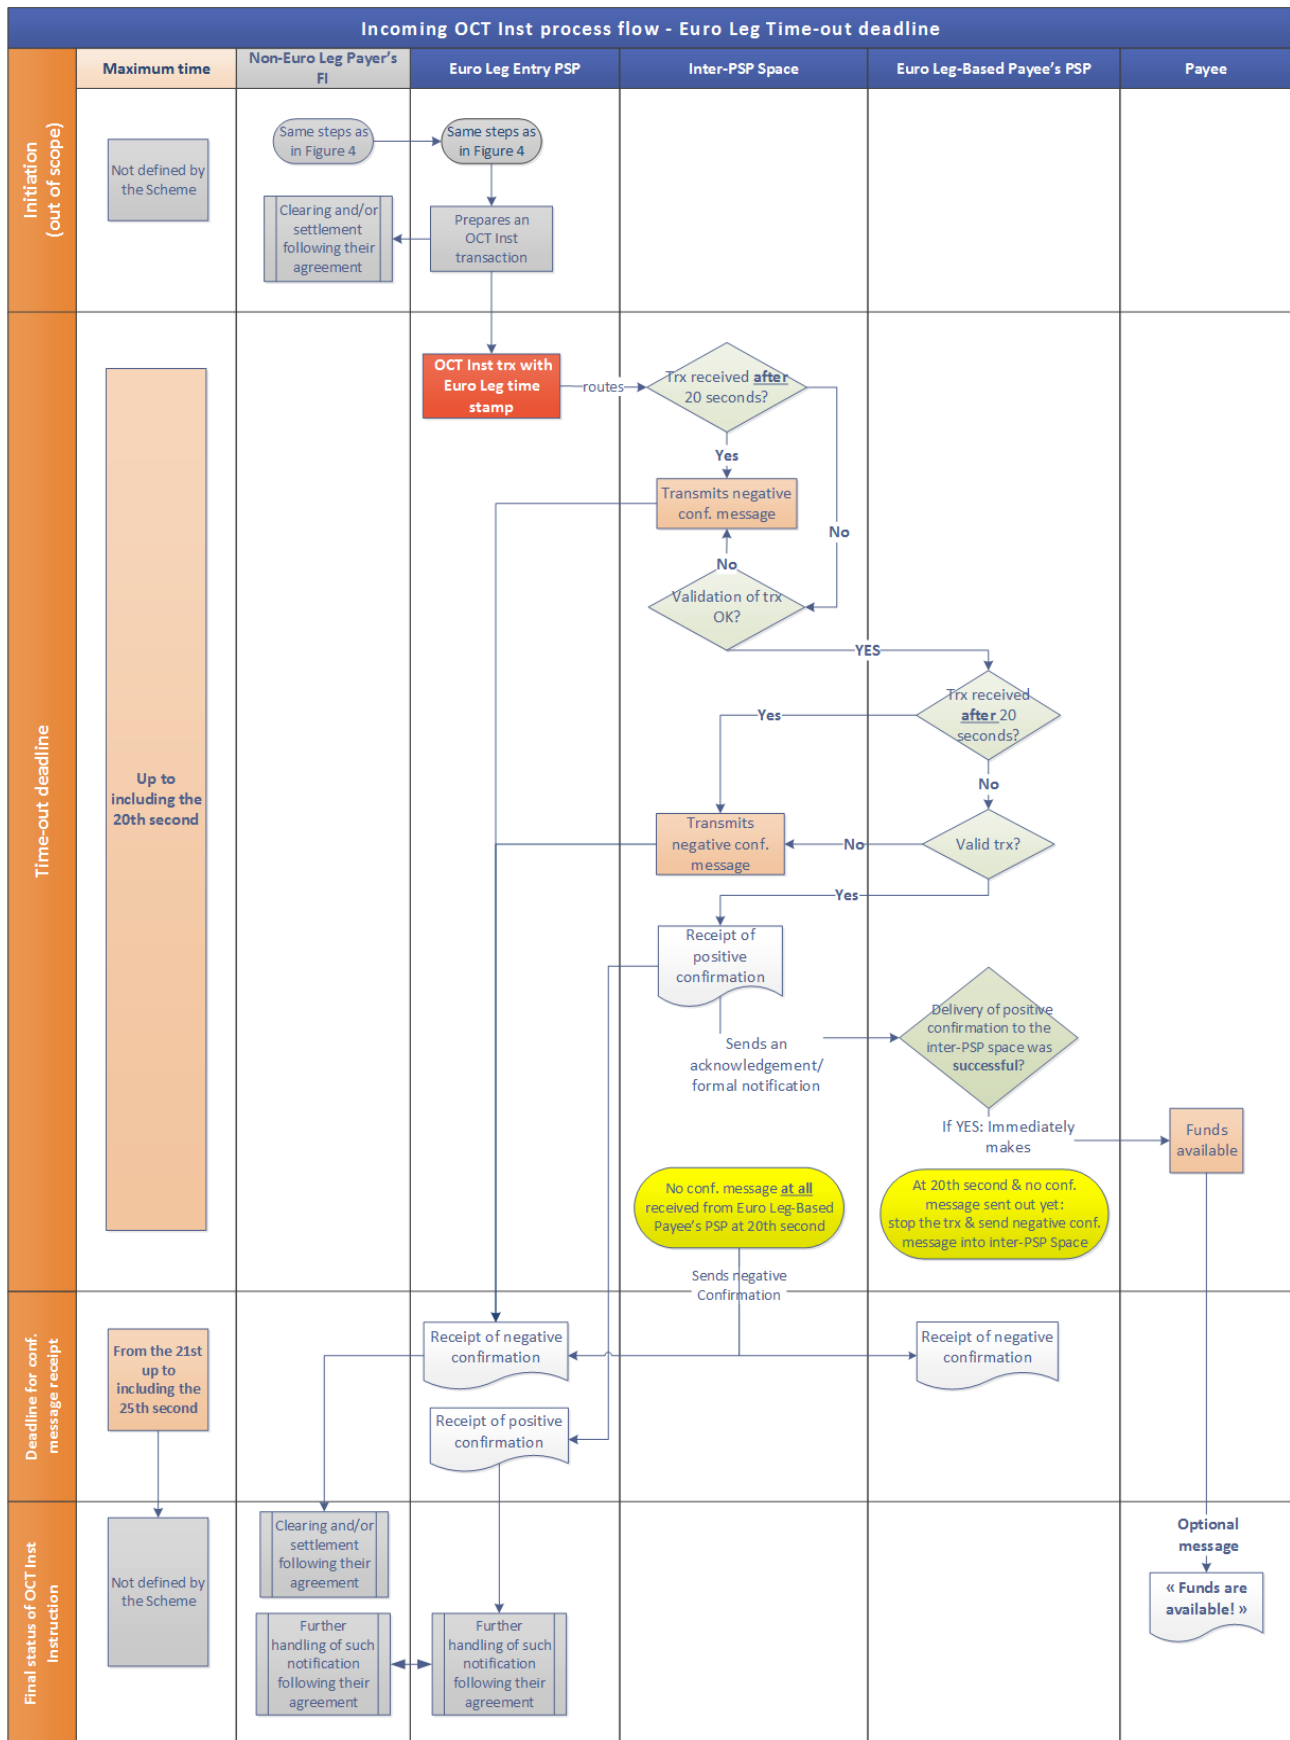 Incoming OCT Inst process flow - Euro Leg Time-out deadline
Maximum time
Non-Euro Leg Payer's
FI
Euro Leg Entry PSP
Inter-PSP Space
Euro Leg-Based Payee's PSP
Payee
Initiation
(out of scope)
Not defined by
the Scheme
Same steps as
in Figure 4
Same steps as
in Figure 4
Clearing and/or
settlement
following their
agreement
Prepares an
OCT Inst
transaction
Time-out deadline
Up to
including the
20th second
OCT Inst trx with
Euro Leg time
stamp
routes
Trx received after
20 seconds?
Yes
Transmits negative
conf. message
No
No
Validation of trx
OK?
YES
Trx received
after 20
seconds?
Yes
No
Transmits
negative conf.
message
No
Valid trx?
Yes
Receipt of
positive
confirmation
Sends an
acknowledgement/
formal notification
Delivery of positive
confirmation to the
inter-PSP space was
successful?
If YES: Immediately
makes
Funds
available
No conf. message at all
received from Euro Leg-Based
Payee's PSP at 20th second
At 20th second & no conf.
message sent out yet:
stop the trx & send negative conf.
message into inter-PSP Space
Sends negative
Confirmation
Deadline for conf.
message receipt
From the 21st
up to
including the
25th second
Receipt of negative
confirmation
Receipt of negative
confirmation
Receipt of positive
confirmation
Final status of OCT Inst
Instruction
Not defined by
the Scheme
Clearing and/or
settlement
following their
agreement
Further
handling of such
notification
following their
agreement
Further
handling of such
notification
following their
agreement
Optional
message
« Funds are
available! »